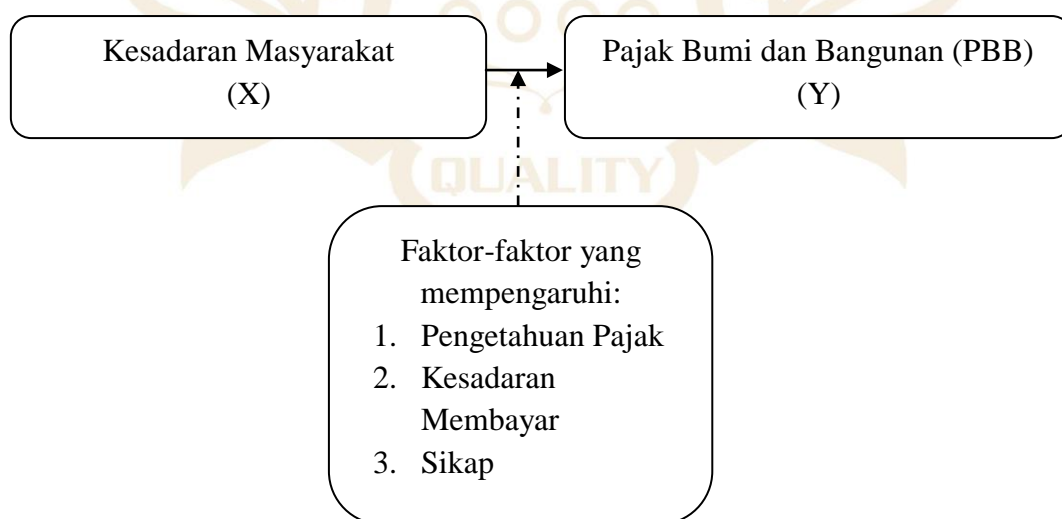 Kesadaran Masyarakat
(X)
Pajak Bumi dan Bangunan (PBB)
(Y)
QUALITY
Faktor-faktor yang
mempengaruhi:
1. Pengetahuan Pajak
2. Kesadaran
Membayar
3. Sikap